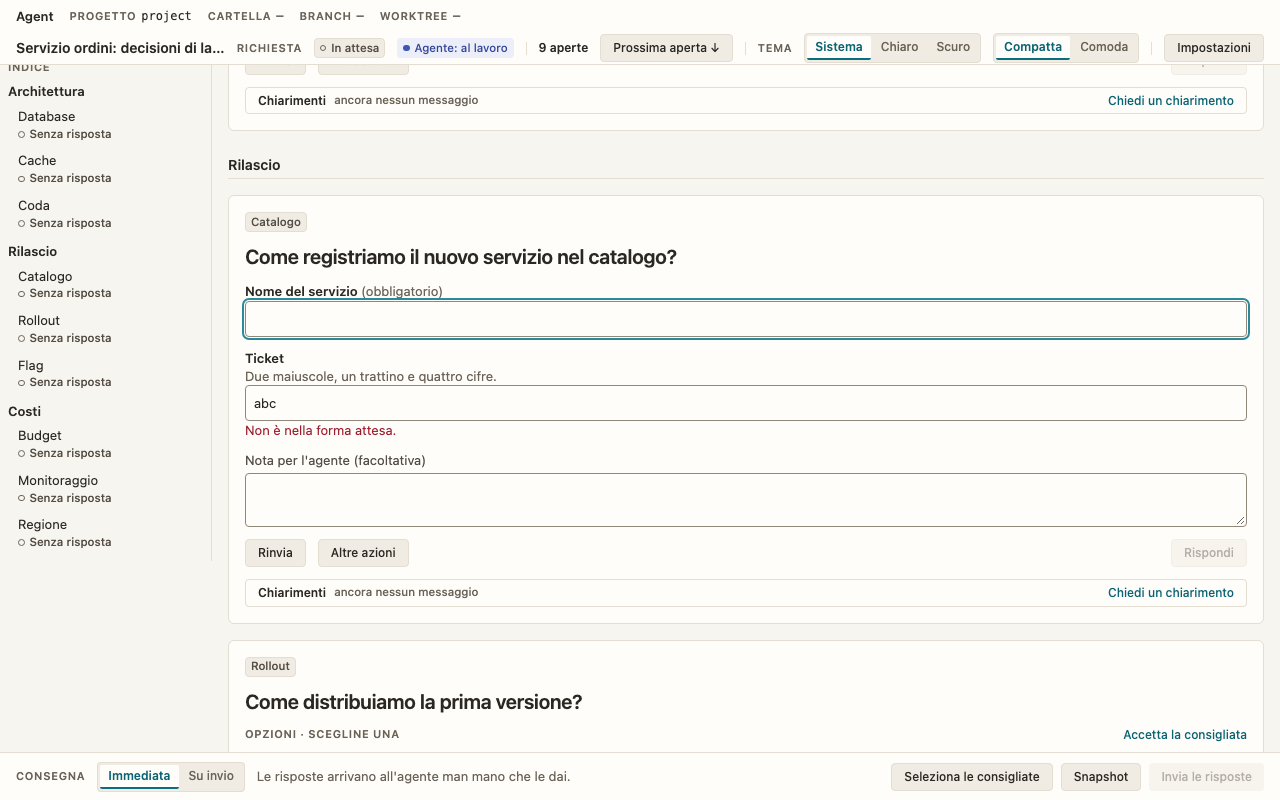 Agent PROGETTO project CARTELLA – BRANCH – WORKTREE –
Servizio ordini: decisioni di la... RICHIESTA In attesa Agente: al lavoro 9 aperte Prossima aperta ↓ TEMA Sistema Chiaro Scuro Compatta Comoda Impostazioni
INDICE
Architettura
Database
Senza risposta
Cache
Senza risposta
Coda
Senza risposta
Rilascio
Catalogo
Senza risposta
Rollout
Senza risposta
Flag
Senza risposta
Costi
Budget
Senza risposta
Monitoraggio
Senza risposta
Regione
Senza risposta
Chiarimenti ancora nessun messaggio Chiedi un chiarimento
Rilascio
Catalogo
Come registriamo il nuovo servizio nel catalogo?
Nome del servizio (obbligatorio)
Ticket
Due maiuscole, un trattino e quattro cifre.
abc
Non è nella forma attesa.
Nota per l'agente (facoltativa)
Rinvia Altre azioni Rispondi
Chiarimenti ancora nessun messaggio Chiedi un chiarimento
Rollout
Come distribuiamo la prima versione?
OPZIONI · SCEGLINE UNA Accetta la consigliata
CONSEGNA Immediata Su invio Le risposte arrivano all'agente man mano che le dai. Seleziona le consigliate Snapshot Invia le risposte